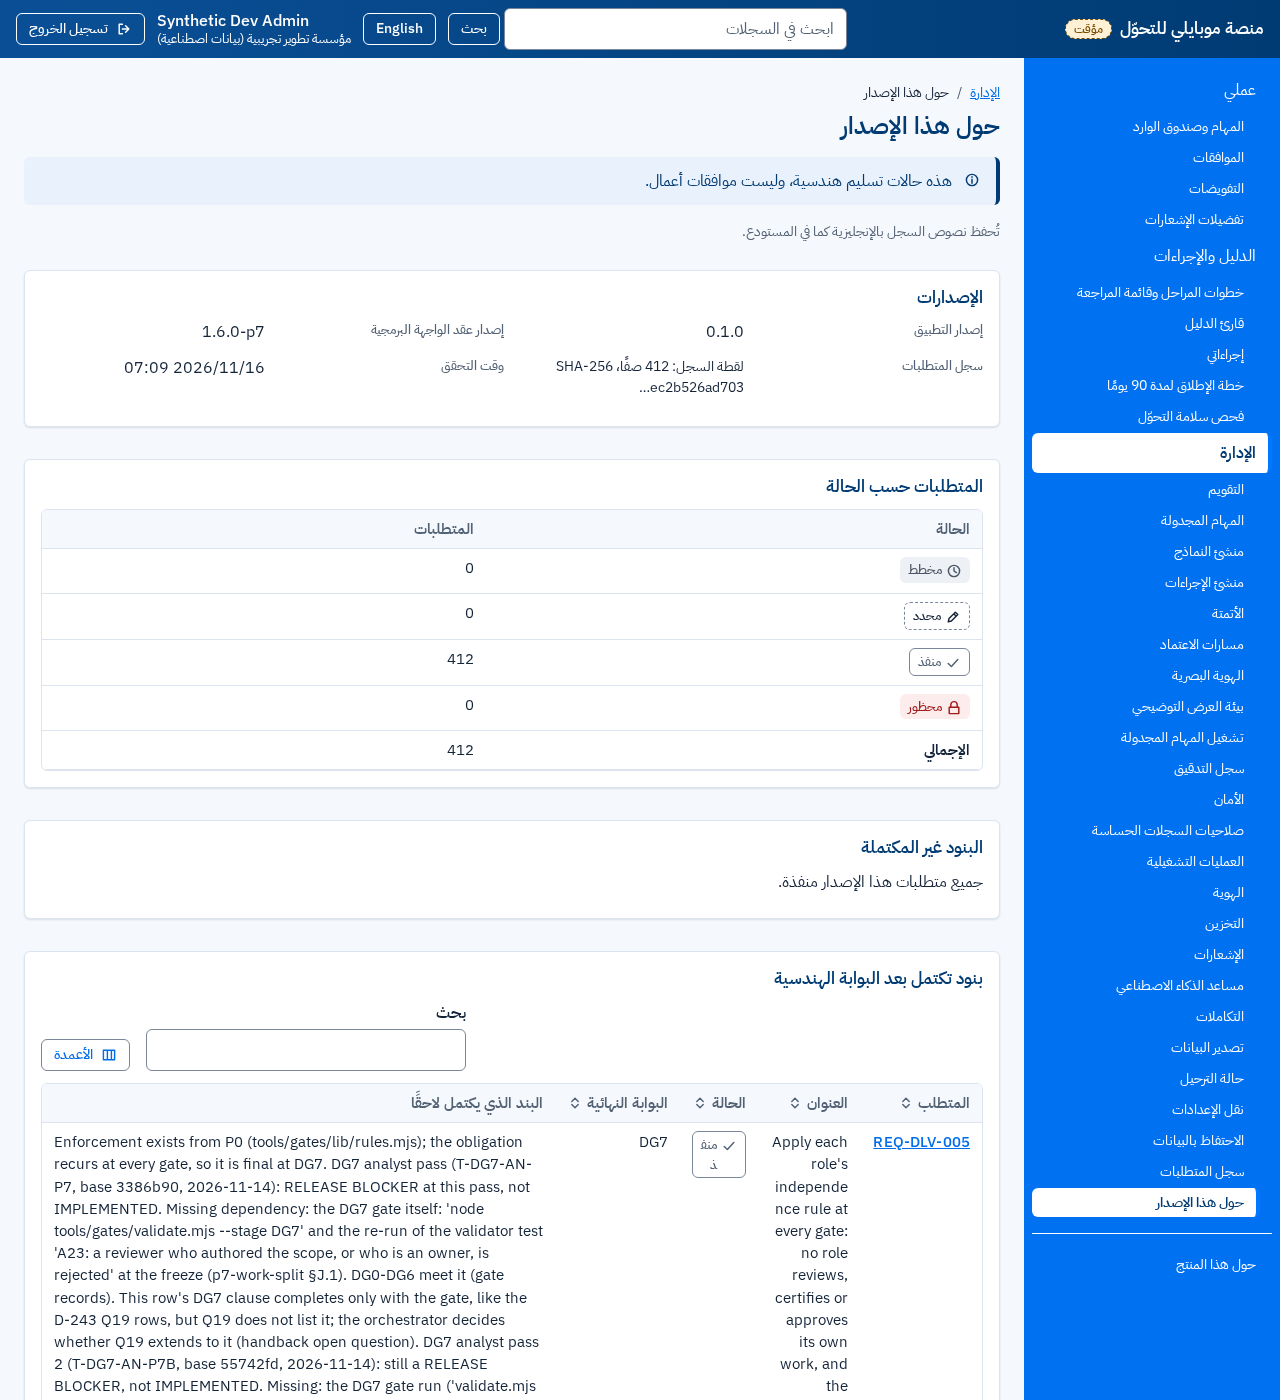 منصة موبايلي للتحوّل
مؤقت
ابحث في السجلات
بحث
English
Synthetic Dev Admin
مؤسسة تطوير تجريبية (بيانات اصطناعية)
تسجيل الخروج
عملي
المهام وصندوق الوارد
الموافقات
التفويضات
تفضيلات الإشعارات
الدليل والإجراءات
خطوات المراحل وقائمة المراجعة
قارئ الدليل
إجراءاتي
خطة الإطلاق لمدة 90 يومًا
فحص سلامة التحوّل
الإدارة
التقويم
المهام المجدولة
منشئ النماذج
منشئ الإجراءات
الأتمتة
مسارات الاعتماد
الهوية البصرية
بيئة العرض التوضيحي
تشغيل المهام المجدولة
سجل التدقيق
الأمان
صلاحيات السجلات الحساسة
العمليات التشغيلية
الهوية
التخزين
الإشعارات
مساعد الذكاء الاصطناعي
التكاملات
تصدير البيانات
حالة الترحيل
نقل الإعدادات
الاحتفاظ بالبيانات
سجل المتطلبات
حول هذا الإصدار
حول هذا المنتج
الإدارة / حول هذا الإصدار
حول هذا الإصدار
هذه حالات تسليم هندسية، وليست موافقات أعمال.
تُحفظ نصوص السجل بالإنجليزية كما في المستودع.
الإصدارات
إصدار التطبيق
0.1.0
إصدار عقد الواجهة البرمجية
1.6.0-p7
سجل المتطلبات
لقطة السجل: 412 صفًا، SHA-256
ec2b526ad703…
وقت التحقق
2026/11/16 07:09
المتطلبات حسب الحالة
الحالة المتطلبات
مخطط 0
محدد 0
منفذ 412
محظور 0
الإجمالي 412
البنود غير المكتملة
جميع متطلبات هذا الإصدار منفذة.
بنود تكتمل بعد البوابة الهندسية
بحث
الأعمدة
المتطلب العنوان الحالة البوابة النهائية البند الذي يكتمل لاحقًا
REQ-DLV-005
Apply each
role's
independe
nce rule at
every gate:
no role
reviews,
certifies or
approves
its own
work, and
the
منف
ذ
DG7
Enforcement exists from P0 (tools/gates/lib/rules.mjs); the obligation
recurs at every gate, so it is final at DG7. DG7 analyst pass (T-DG7-AN-
P7, base 3386b90, 2026-11-14): RELEASE BLOCKER at this pass, not
IMPLEMENTED. Missing dependency: the DG7 gate itself: 'node
tools/gates/validate.mjs --stage DG7' and the re-run of the validator test
'A23: a reviewer who authored the scope, or who is an owner, is
rejected' at the freeze (p7-work-split §J.1). DG0-DG6 meet it (gate
records). This row's DG7 clause completes only with the gate, like the
D-243 Q19 rows, but Q19 does not list it; the orchestrator decides
whether Q19 extends to it (handback open question). DG7 analyst pass
2 (T-DG7-AN-P7B, base 55742fd, 2026-11-14): still a RELEASE
BLOCKER, not IMPLEMENTED. Missing: the DG7 gate run ('validate.mjs